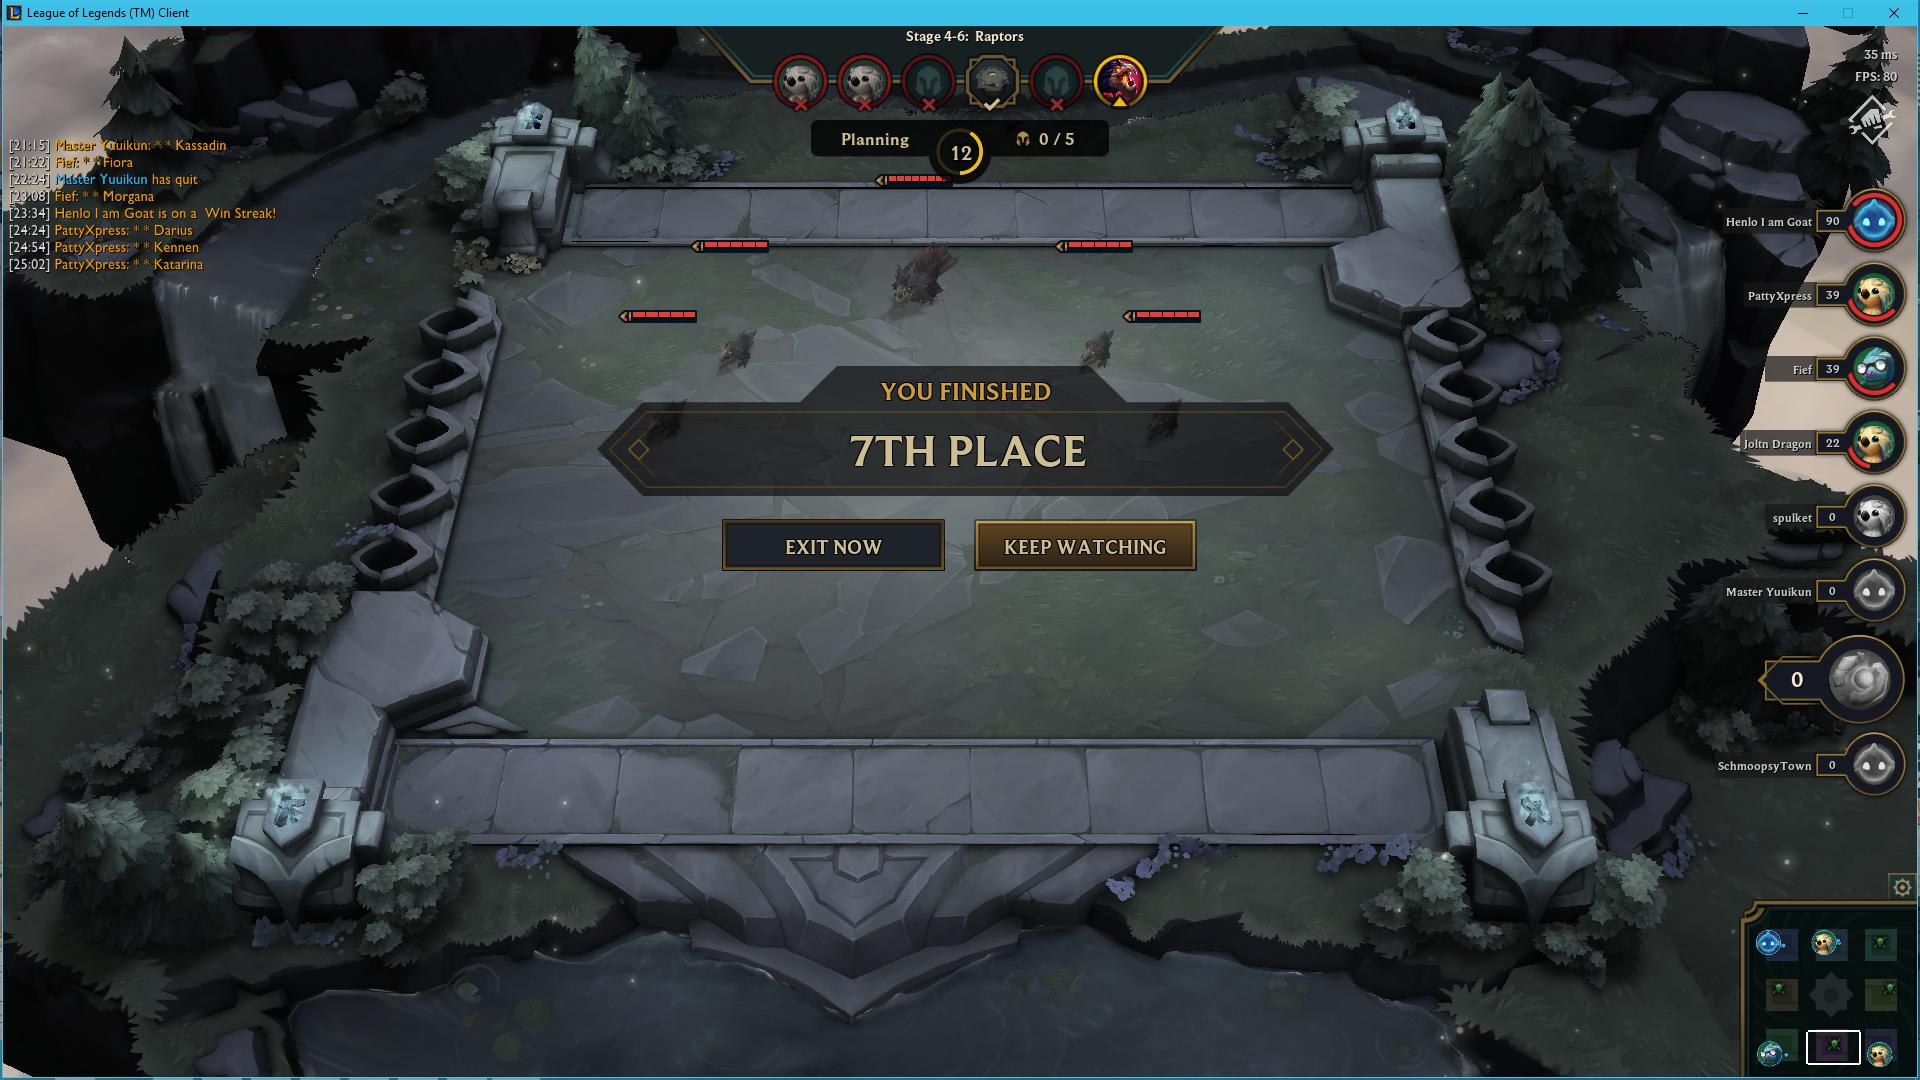 League of Legends (TM) Client
Stage 4-6: Raptors
35 ms
FPS: 80
Planning
12
0 / 5
[21:15] Master Yuuikun: * * Kassadin
[21:22] Fief: * * Fiora
[22:24] Master Yuuikun has quit
[23:08] Fief: * * Morgana
[23:34] Henlo I am Goat is on a Win Streak!
[24:24] PattyXpress: * * Darius
[24:54] PattyXpress: * * Kennen
[25:02] PattyXpress: * * Katarina
Henlo I am Goat 90
PattyXpress 39
Fief 39
Joltn Dragon 22
spulket 0
Master Yuuikun 0
0
SchmoopsyTown 0
YOU FINISHED
7TH PLACE
EXIT NOW
KEEP WATCHING